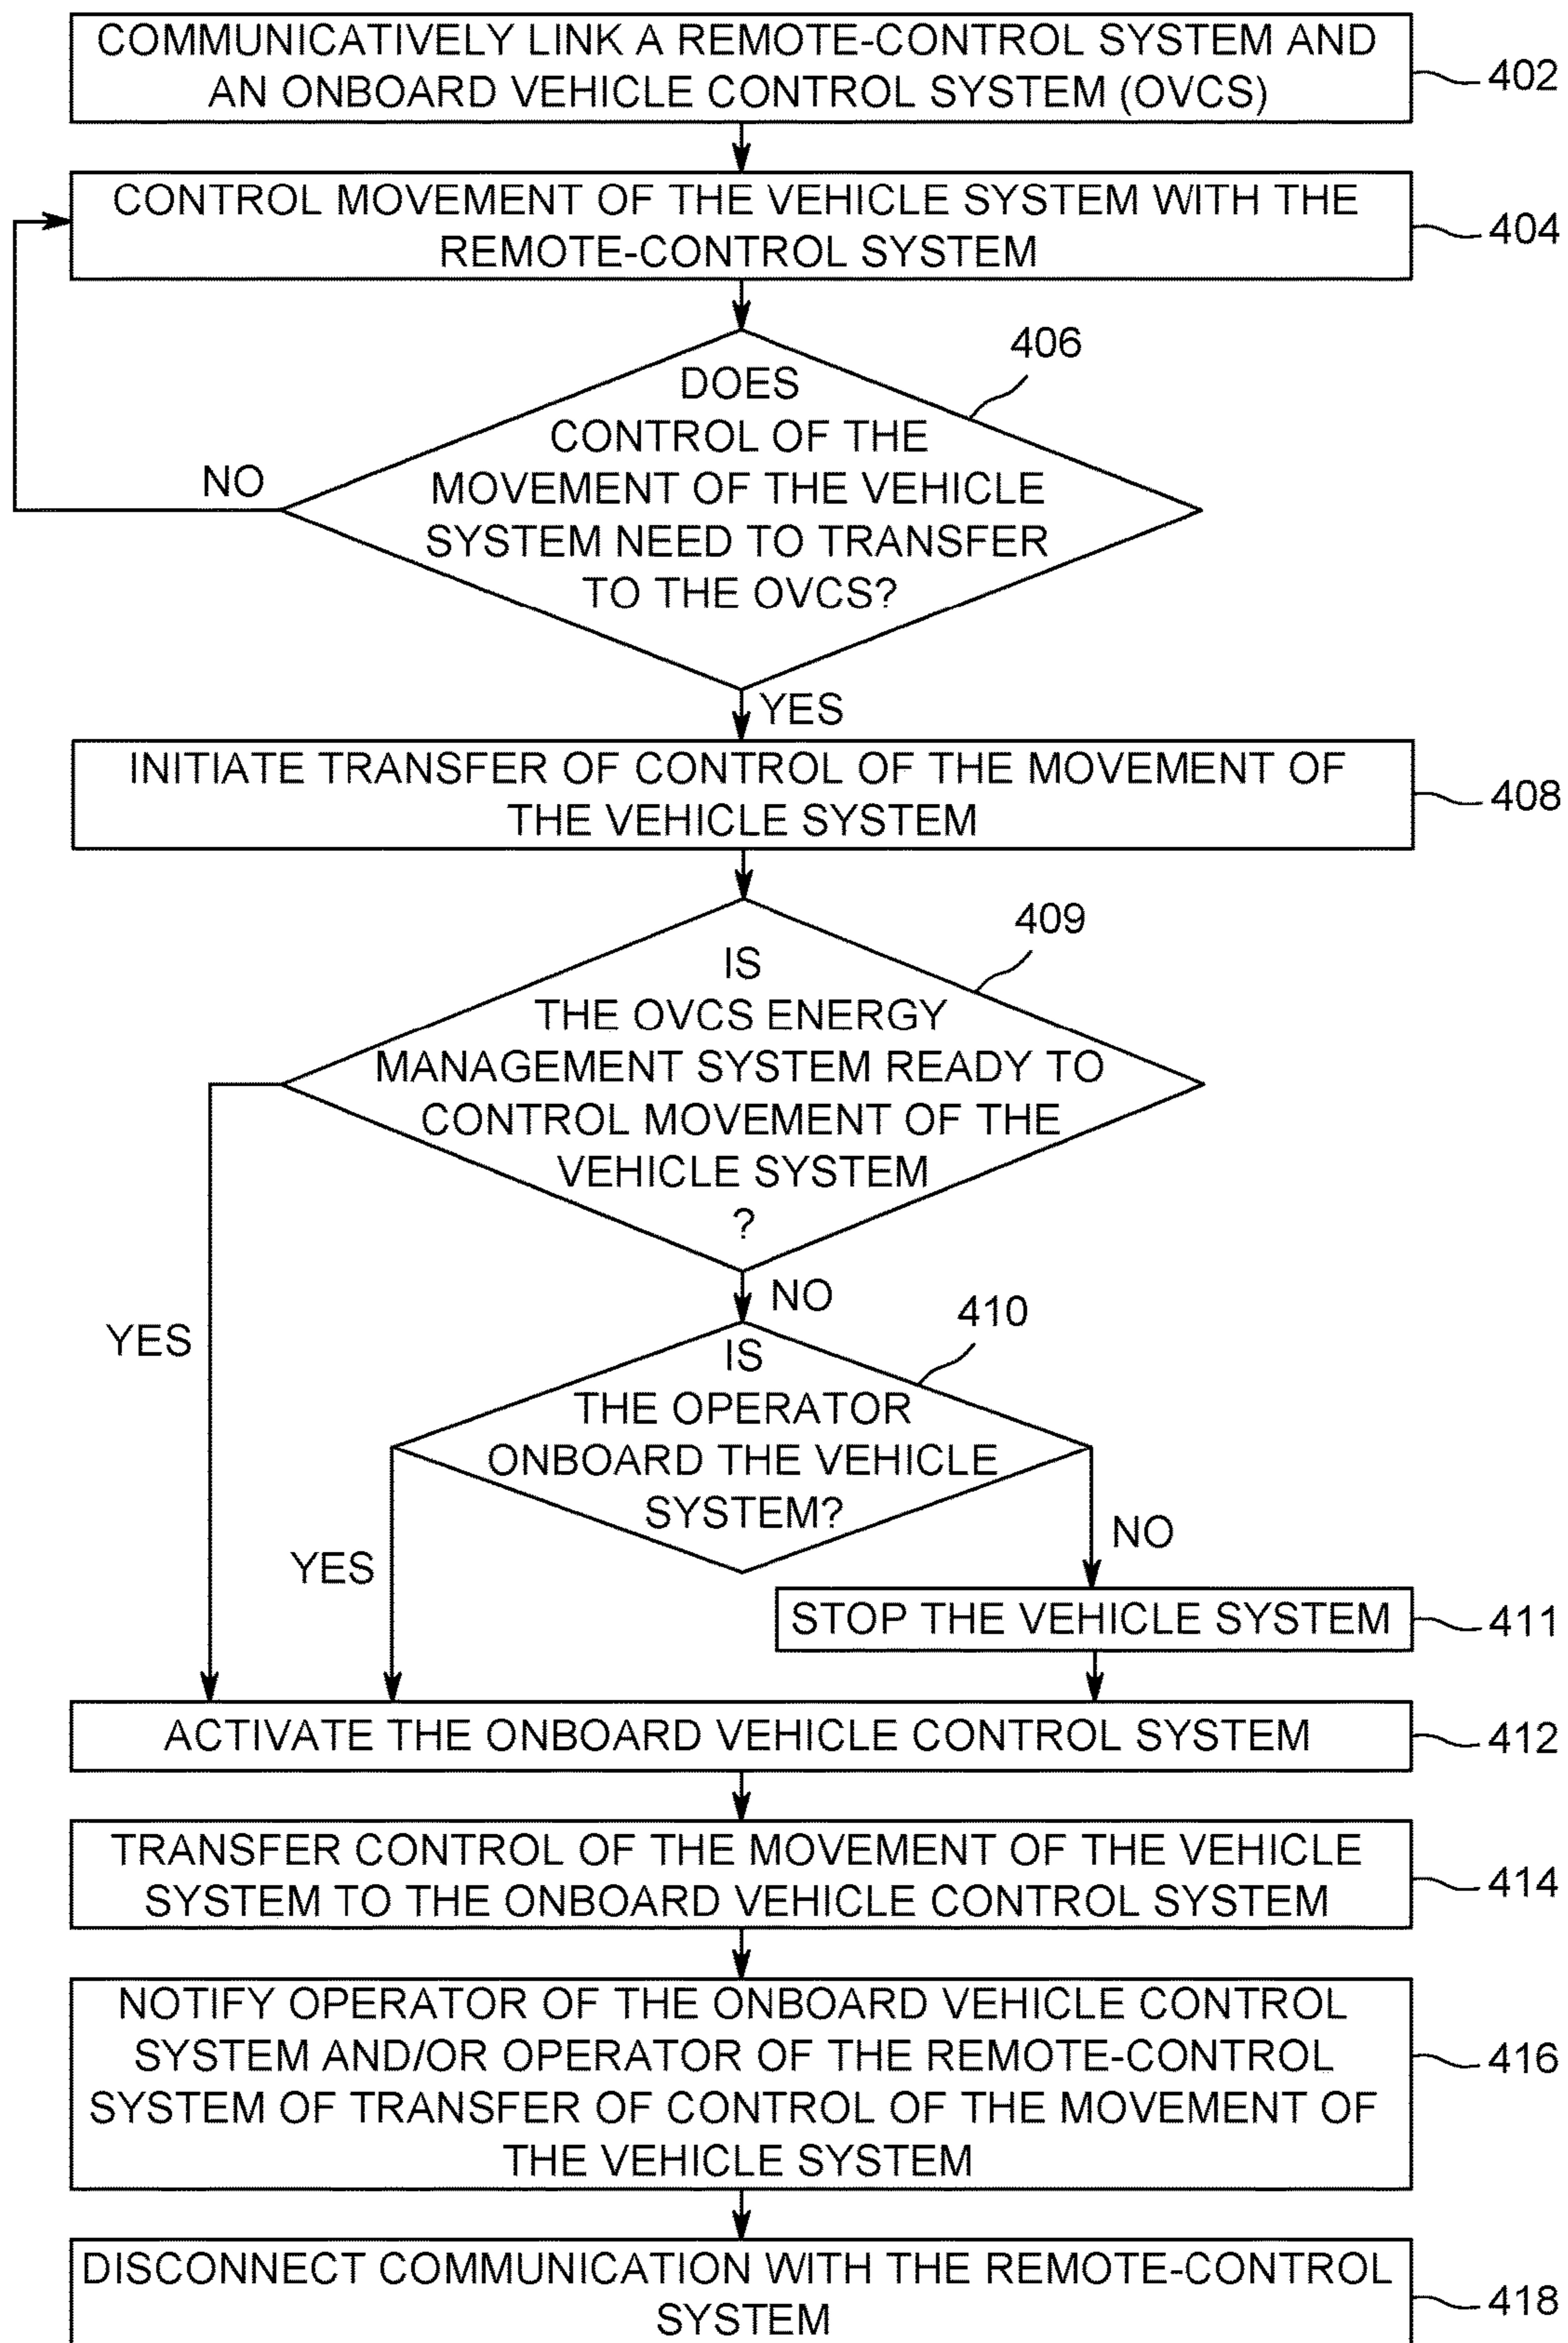 COMMUNICATIVELY LINK A REMOTE-CONTROL SYSTEM AND
AN ONBOARD VEHICLE CONTROL SYSTEM (OVCS)
402
CONTROL MOVEMENT OF THE VEHICLE SYSTEM WITH THE
REMOTE-CONTROL SYSTEM
404
406
DOES
CONTROL OF THE
MOVEMENT OF THE VEHICLE
SYSTEM NEED TO TRANSFER
TO THE OVCS?
NO
YES
INITIATE TRANSFER OF CONTROL OF THE MOVEMENT OF
THE VEHICLE SYSTEM
408
409
IS
THE OVCS ENERGY
MANAGEMENT SYSTEM READY TO
CONTROL MOVEMENT OF THE
VEHICLE SYSTEM
?
NO
YES
410
IS
THE OPERATOR
ONBOARD THE VEHICLE
SYSTEM?
YES
NO
STOP THE VEHICLE SYSTEM
411
ACTIVATE THE ONBOARD VEHICLE CONTROL SYSTEM
412
TRANSFER CONTROL OF THE MOVEMENT OF THE VEHICLE
SYSTEM TO THE ONBOARD VEHICLE CONTROL SYSTEM
414
NOTIFY OPERATOR OF THE ONBOARD VEHICLE CONTROL
SYSTEM AND/OR OPERATOR OF THE REMOTE-CONTROL
SYSTEM OF TRANSFER OF CONTROL OF THE MOVEMENT OF
THE VEHICLE SYSTEM
416
DISCONNECT COMMUNICATION WITH THE REMOTE-CONTROL
SYSTEM
418